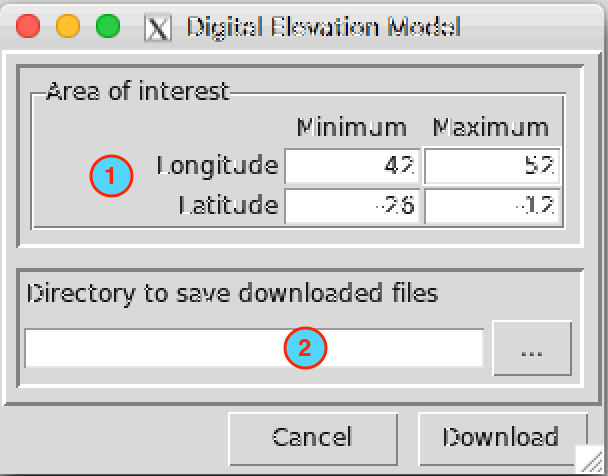 Digital Elevation Model
Area of interest
Minimum Maximum
1 Longitude 42 52
Latitude -26 -12
Directory to save downloaded files
2 ...
Cancel Download